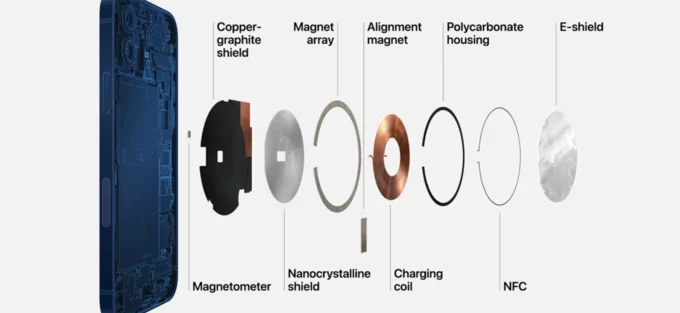 Copper-
graphite
shield
Magnet
array
Alignment
magnet
Polycarbonate
housing
E-shield
Magnetometer
Nanocrystalline
shield
Charging
coil
NFC